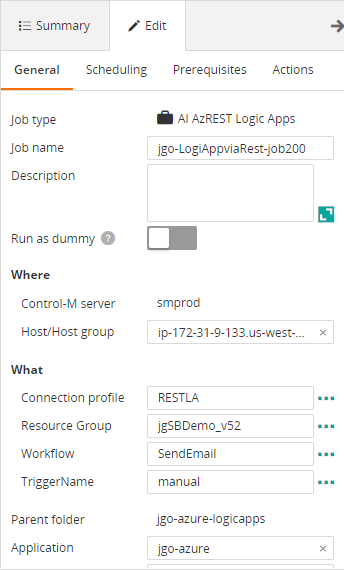 Summary Edit
General Scheduling Prerequisites Actions
Job type AI AzREST Logic Apps
Job name jgo-LogiAppviaRest-job200
Description
Run as dummy ?
Where
Control-M server smprod
Host/Host group ip-172-31-9-133.us-west-... ×
What
Connection profile RESTLA
Resource Group jgSBDemo_v52
Workflow SendEmail
TriggerName manual
Parent folder jgo-azure-logicapps
Application jgo-azure ×